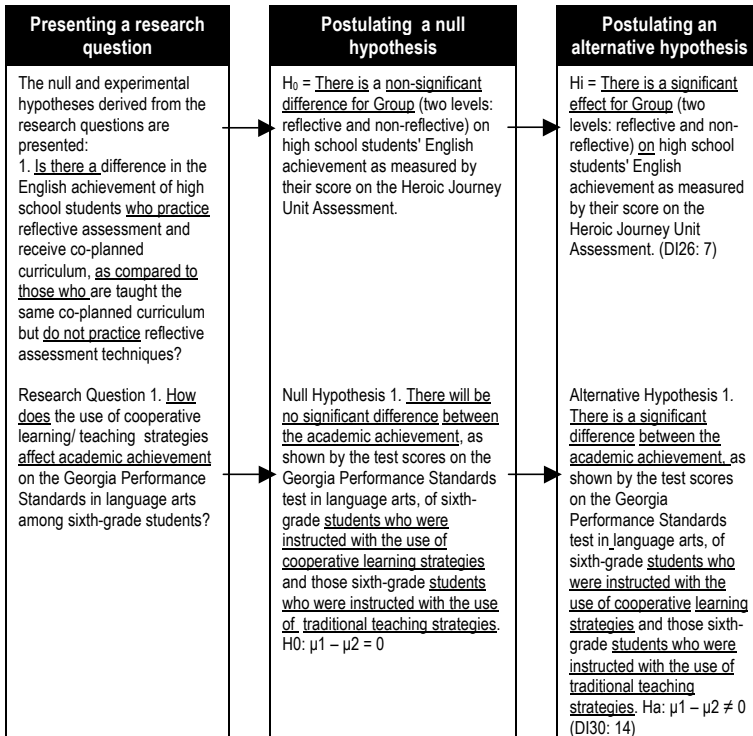 Presenting a research
question
The null and experimental
hypotheses derived from the
research questions are
presented:
1. Is there a difference in the
English achievement of high
school students who practice
reflective assessment and
receive co-planned
curriculum, as compared to
those who are taught the
same co-planned curriculum
but do not practice reflective
assessment techniques?
Research Question 1. How
does the use of cooperative
learning/ teaching strategies
affect academic achievement
on the Georgia Performance
Standards in language arts
among sixth-grade students?
Postulating a null
hypothesis
H0 = There is a non-significant
difference for Group (two levels:
reflective and non-reflective) on
high school students' English
achievement as measured by
their score on the Heroic Journey
Unit Assessment.
Null Hypothesis 1. There will be
no significant difference between
the academic achievement, as
shown by the test scores on the
Georgia Performance Standards
test in language arts, of sixth-
grade students who were
instructed with the use of
cooperative learning strategies
and those sixth-grade students
who were instructed with the use
of traditional teaching strategies.
H0: µ1 – µ2 = 0
Postulating an
alternative hypothesis
Hi = There is a significant
effect for Group (two
levels: reflective and non-
reflective) on high school
students' English
achievement as measured
by their score on the
Heroic Journey Unit
Assessment. (DI26: 7)
Alternative Hypothesis 1.
There is a significant
difference between the
academic achievement, as
shown by the test scores
on the Georgia
Performance Standards
test in language arts, of
sixth-grade students who
were instructed with the
use of cooperative learning
strategies and those sixth-
grade students who were
instructed with the use of
traditional teaching
strategies. Ha: µ1 – µ2 ≠ 0
(DI30: 14)